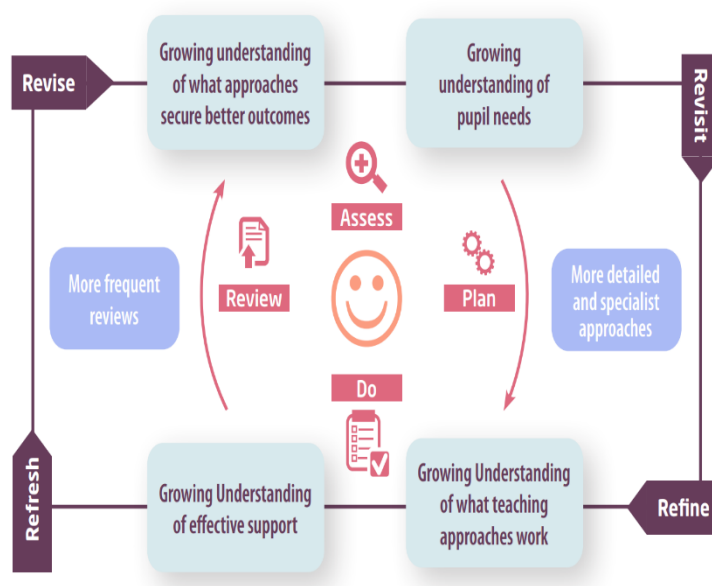 Revise
Growing understanding
of what approaches
secure better outcomes
Growing
understanding of
pupil needs
Revisit
Assess
More frequent
reviews
Review
Plan
More detailed
and specialist
approaches
Do
Refresh
Growing Understanding
of effective support
Growing Understanding
of what teaching
approaches work
Refine